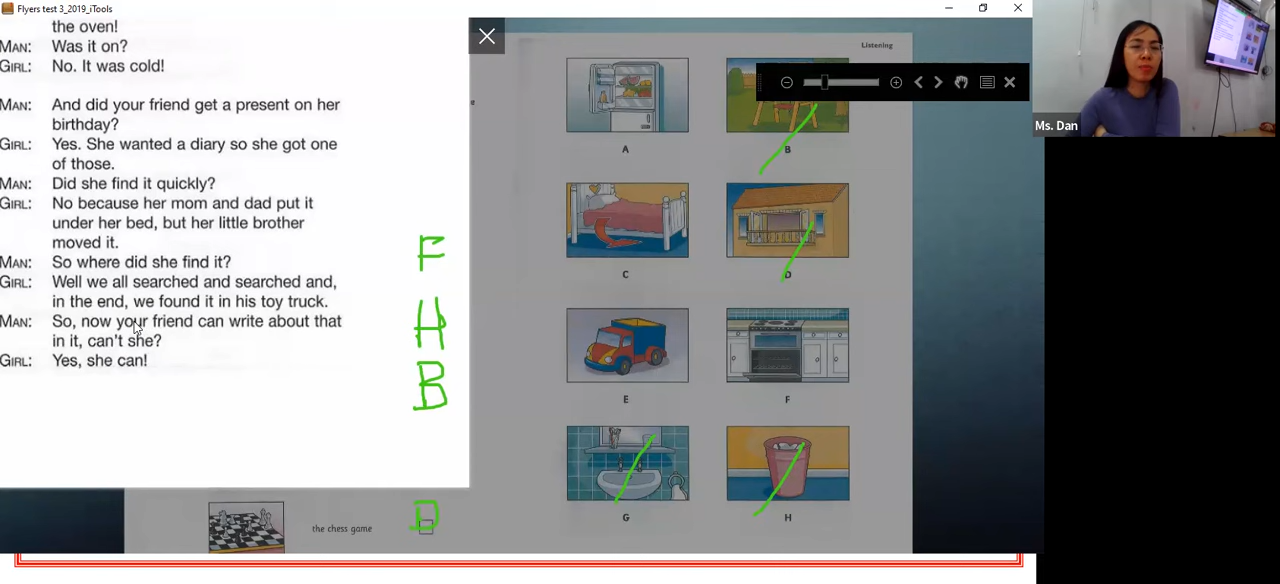 Flyers test 3_2019_iTools
the oven!
MAN: Was it on?
GIRL: No. It was cold!
MAN: And did your friend get a present on her
birthday?
GIRL: Yes. She wanted a diary so she got one
of those.
MAN: Did she find it quickly?
GIRL: No because her mom and dad put it
under her bed, but her little brother
moved it.
MAN: So where did she find it?
GIRL: Well we all searched and searched and,
in the end, we found it in his toy truck.
MAN: So, now your friend can write about that
in it, can't she?
GIRL: Yes, she can!
F
H
B
D
the chess game
Listening
A
B
C
D
E
F
G
H
Ms. Dan